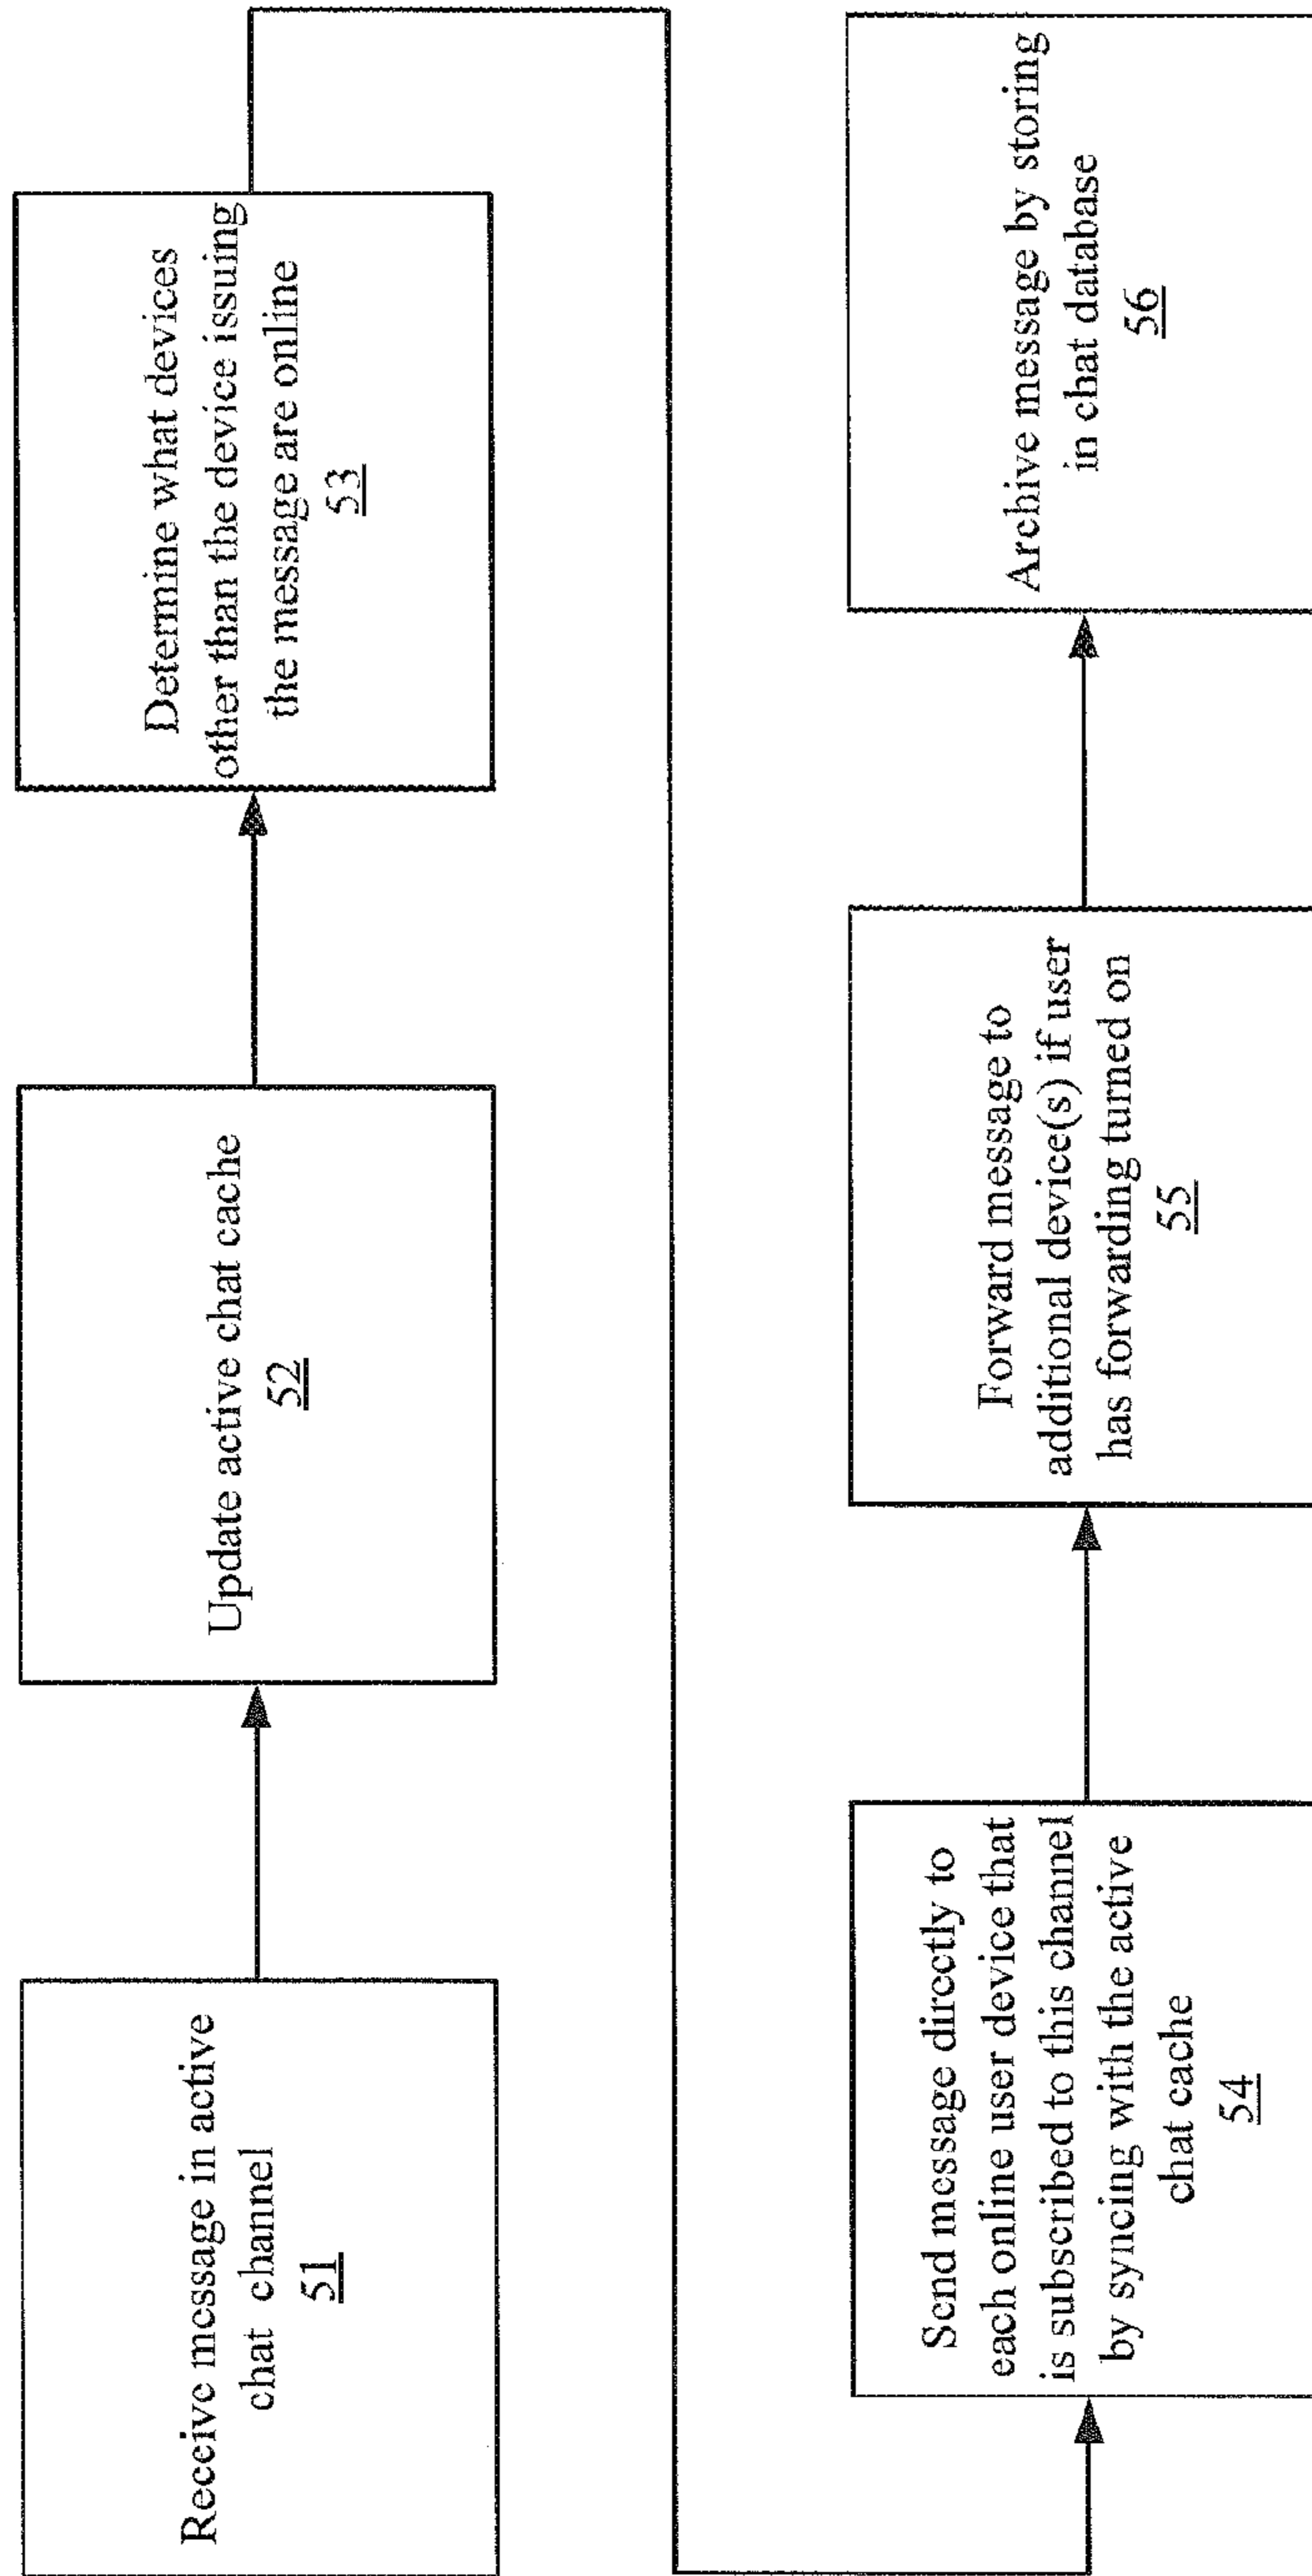 Receive message in active
chat channel
51
Update active chat cache
52
Determine what devices
other than the device issuing
the message are online
53
Send message directly to
each online user device that
is subscribed to this channel
by syncing with the active
chat cache
54
Forward message to
additional device(s) if user
has forwarding turned on
55
Archive message by storing
in chat database
56